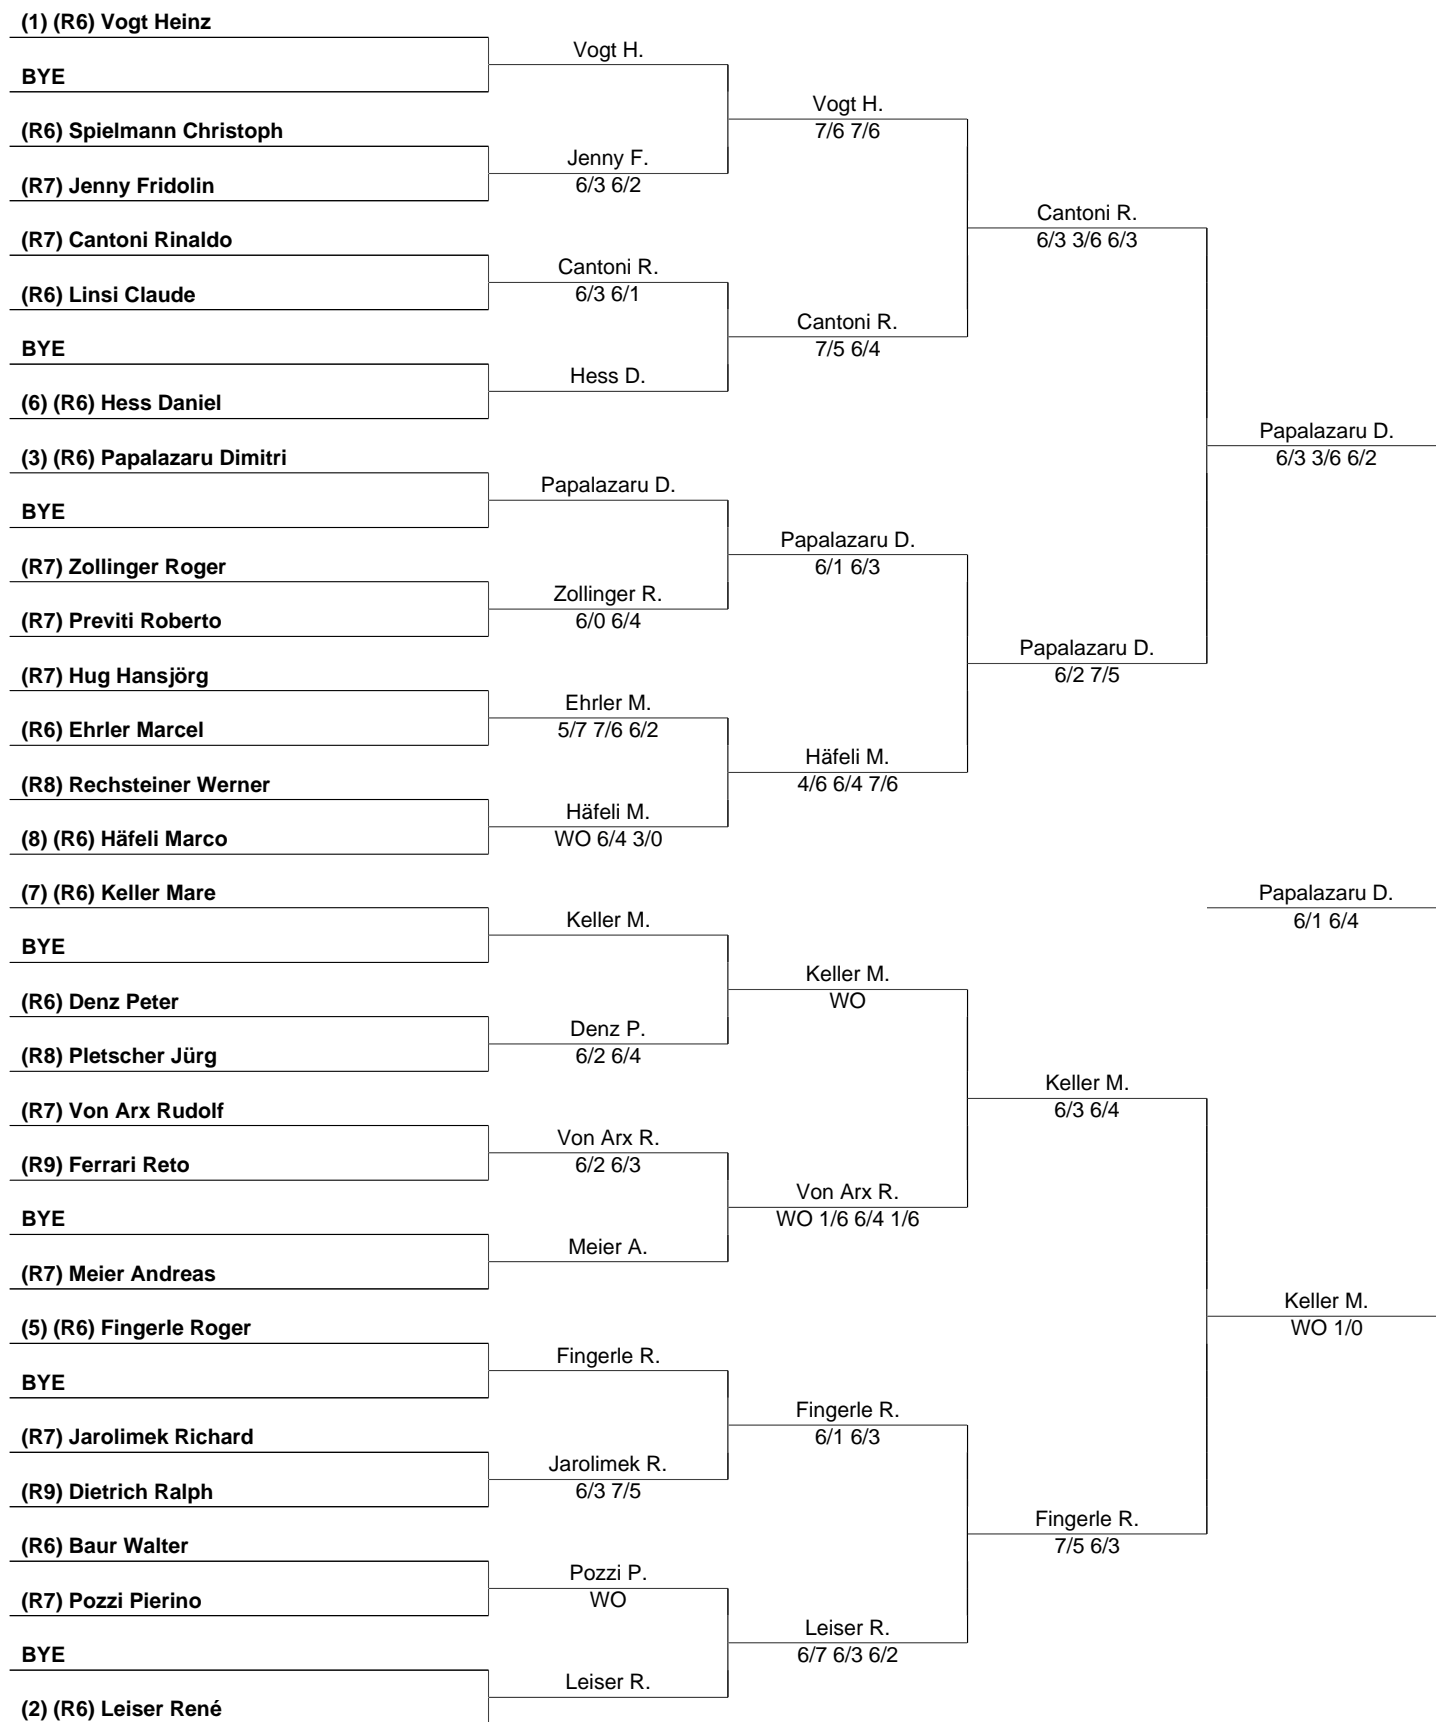 (1) (R6) Vogt Heinz
BYE
(R6) Spielmann Christoph
(R7) Jenny Fridolin
(R7) Cantoni Rinaldo
(R6) Linsi Claude
BYE
(6) (R6) Hess Daniel
(3) (R6) Papalazaru Dimitri
BYE
(R7) Zollinger Roger
(R7) Previti Roberto
(R7) Hug Hansjörg
(R6) Ehrler Marcel
(R8) Rechsteiner Werner
(8) (R6) Häfeli Marco
(7) (R6) Keller Mare
BYE
(R6) Denz Peter
(R8) Pletscher Jürg
(R7) Von Arx Rudolf
(R9) Ferrari Reto
BYE
(R7) Meier Andreas
(5) (R6) Fingerle Roger
BYE
(R7) Jarolimek Richard
(R9) Dietrich Ralph
(R6) Baur Walter
(R7) Pozzi Pierino
BYE
(2) (R6) Leiser René
Vogt H.
Jenny F.
6/3 6/2
Cantoni R.
6/3 6/1
Hess D.
Papalazaru D.
Zollinger R.
6/0 6/4
Ehrler M.
5/7 7/6 6/2
Häfeli M.
WO 6/4 3/0
Keller M.
Denz P.
6/2 6/4
Von Arx R.
6/2 6/3
Meier A.
Fingerle R.
Jarolimek R.
6/3 7/5
Pozzi P.
WO
Leiser R.
Vogt H.
7/6 7/6
Cantoni R.
7/5 6/4
Papalazaru D.
6/1 6/3
Häfeli M.
4/6 6/4 7/6
Keller M.
WO
Von Arx R.
WO 1/6 6/4 1/6
Fingerle R.
6/1 6/3
Leiser R.
6/7 6/3 6/2
Cantoni R.
6/3 3/6 6/3
Papalazaru D.
6/2 7/5
Keller M.
6/3 6/4
Fingerle R.
7/5 6/3
Papalazaru D.
6/3 3/6 6/2
Papalazaru D.
6/1 6/4
Keller M.
WO 1/0